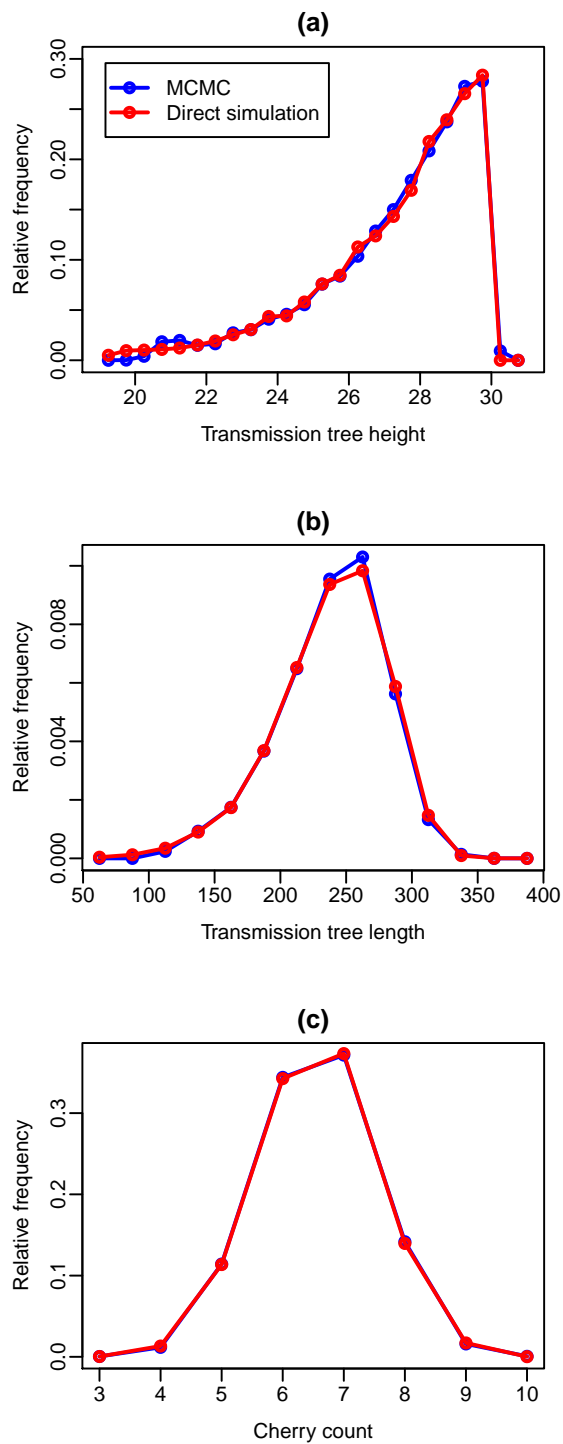 (a)
0.30
0.20
0.10
0.00
Relative frequency
MCMC
Direct simulation
20 22 24 26 28 30
Transmission tree height
(b)
0.008
0.004
0.000
Relative frequency
50 100 150 200 250 300 350 400
Transmission tree length
(c)
0.3
0.2
0.1
0.0
Relative frequency
3 4 5 6 7 8 9 10
Cherry count